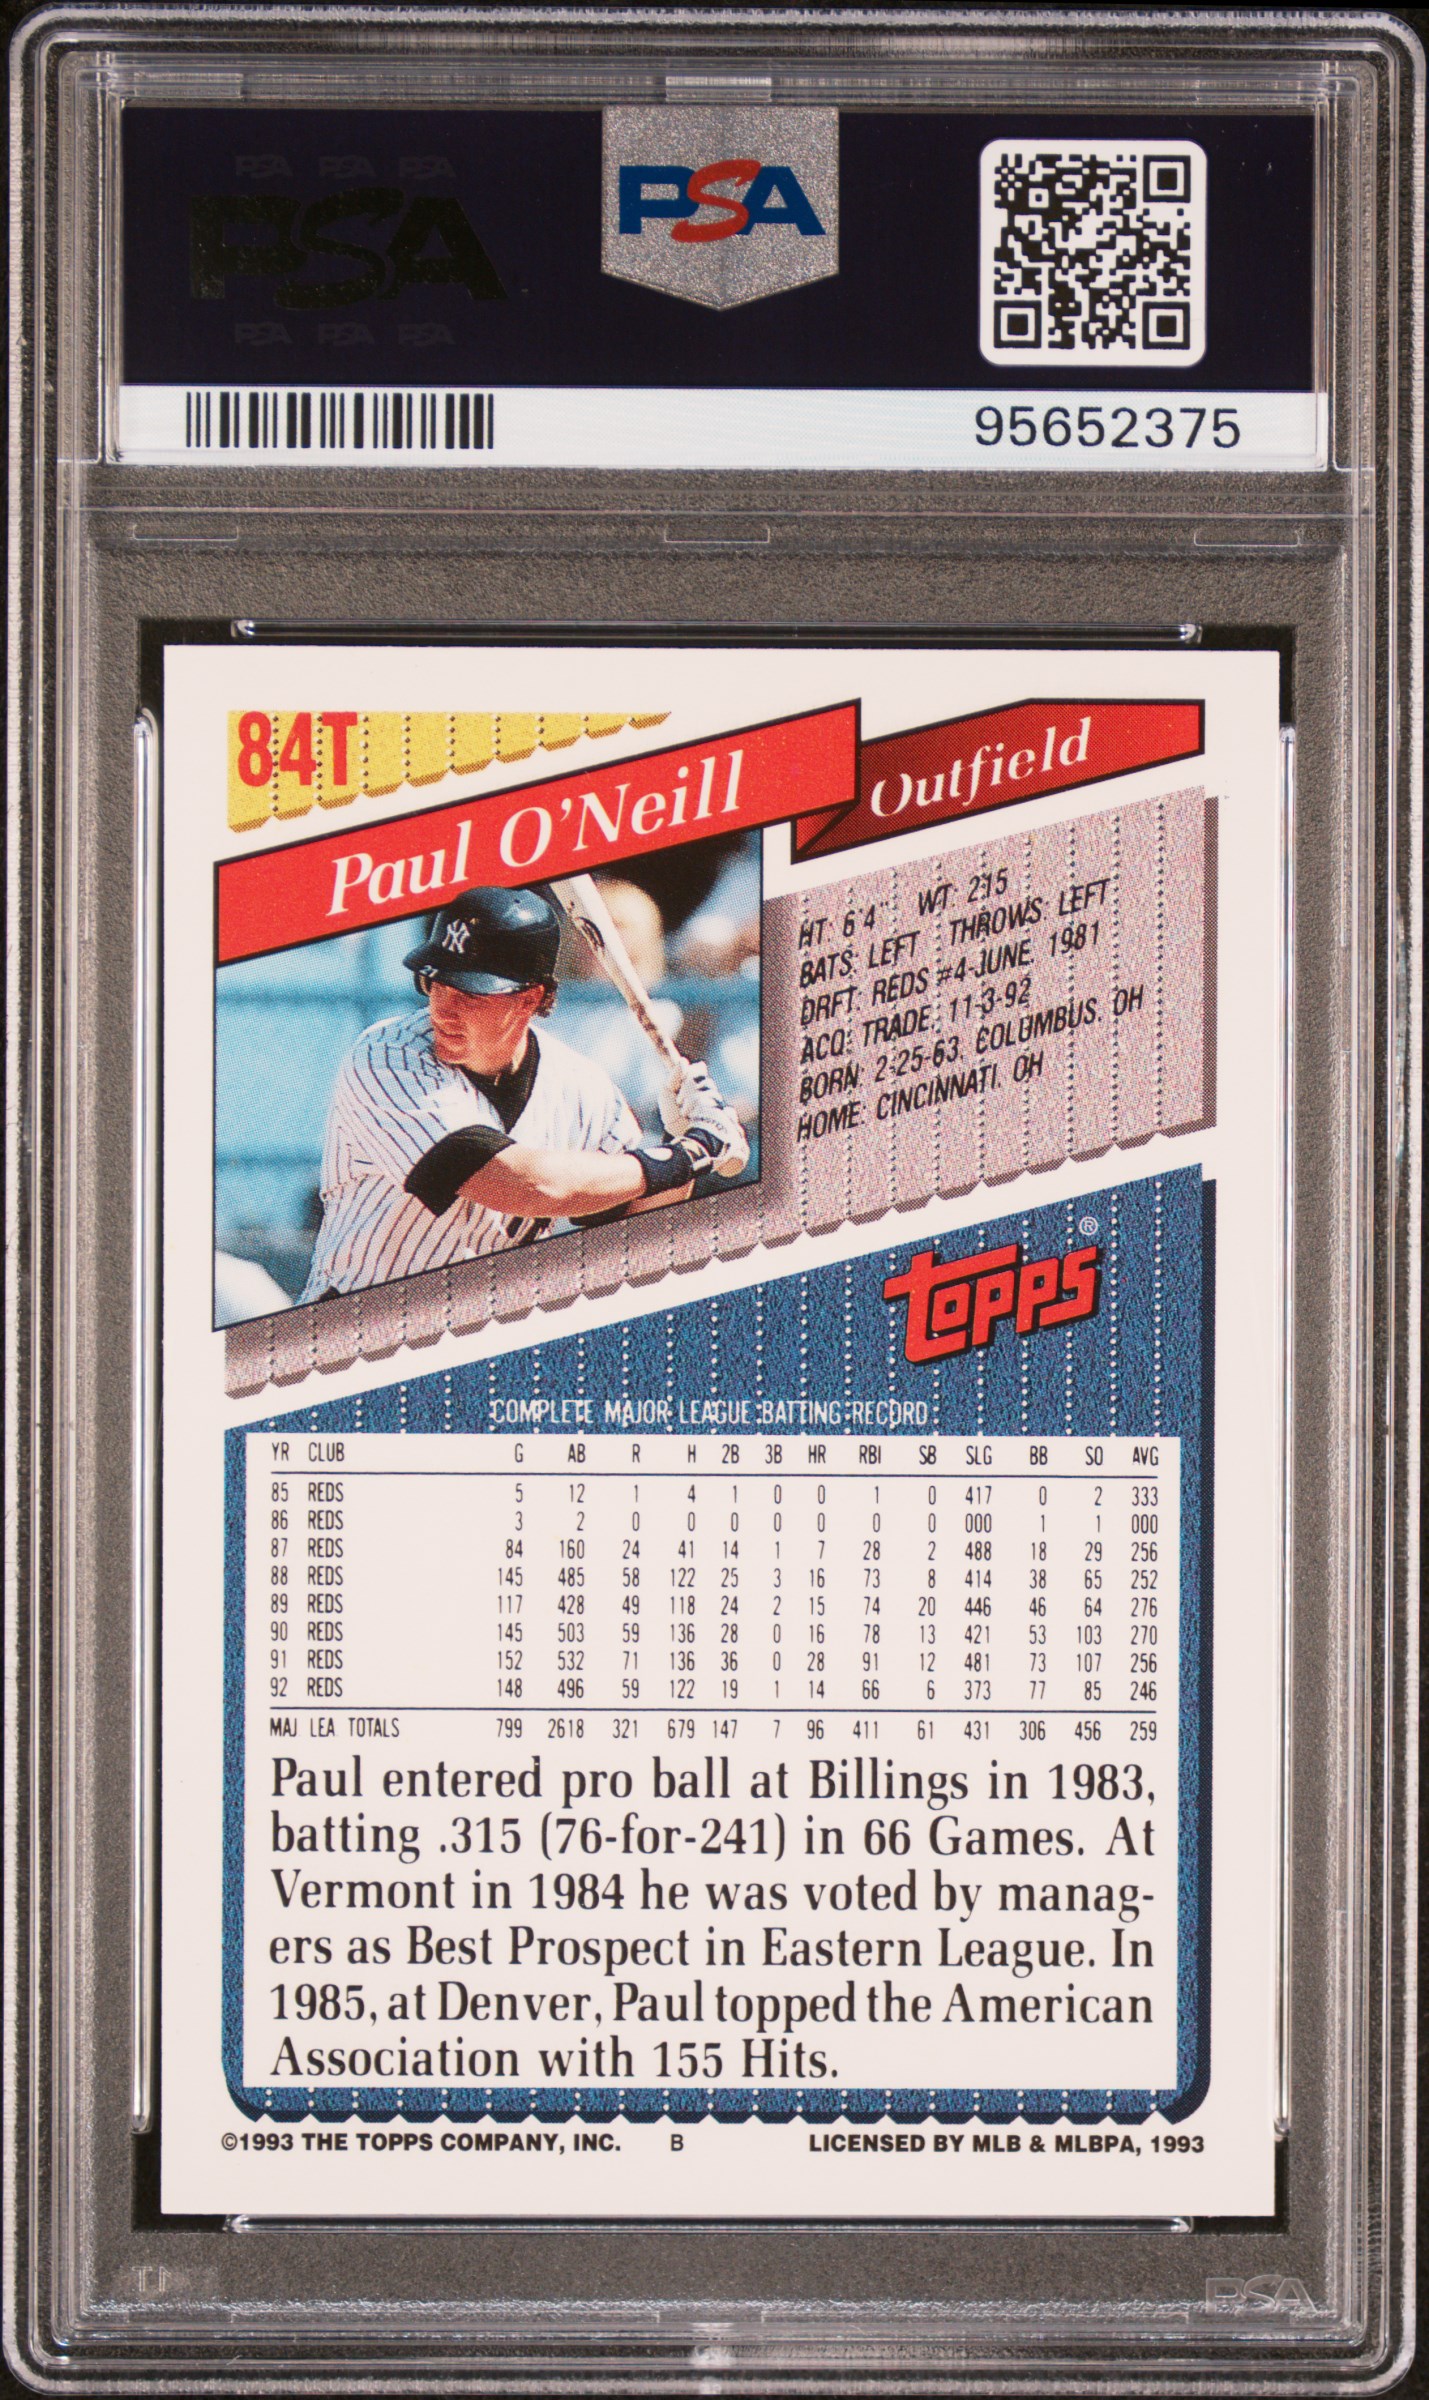 PSA PSA PSA
PSA
PSA PSA PSA
PSA
95652375
84T
Paul O'Neill
Outfield
HT: 6'4" WT: 215
BATS: LEFT THROWS: LEFT
DRFT: REDS #4-JUNE, 1981
ACQ: TRADE, 11-3-92
BORN: 2-25-63, COLUMBUS, OH
HOME: CINCINNATI, OH
NY
21
TOPPS ®
COMPLETE MAJOR LEAGUE BATTING RECORD
YR CLUB G AB R H 2B 3B HR RBI SB SLG BB SO AVG
85 REDS 5 12 1 4 1 0 0 1 0 417 0 2 333
86 REDS 3 2 0 0 0 0 0 0 0 000 1 1 000
87 REDS 84 160 24 41 14 1 7 28 2 488 18 29 256
88 REDS 145 485 58 122 25 3 16 73 8 414 38 65 252
89 REDS 117 428 49 118 24 2 15 74 20 446 46 64 276
90 REDS 145 503 59 136 28 0 16 78 13 421 53 103 270
91 REDS 152 532 71 136 36 0 28 91 12 481 73 107 256
92 REDS 148 496 59 122 19 1 14 66 6 373 77 85 246
MAJ LEA TOTALS 799 2618 321 679 147 7 96 411 61 431 306 456 259
Paul entered pro ball at Billings in 1983,
batting .315 (76-for-241) in 66 Games. At
Vermont in 1984 he was voted by manag-
ers as Best Prospect in Eastern League. In
1985, at Denver, Paul topped the American
Association with 155 Hits.
©1993 THE TOPPS COMPANY, INC. B LICENSED BY MLB & MLBPA, 1993
PSA